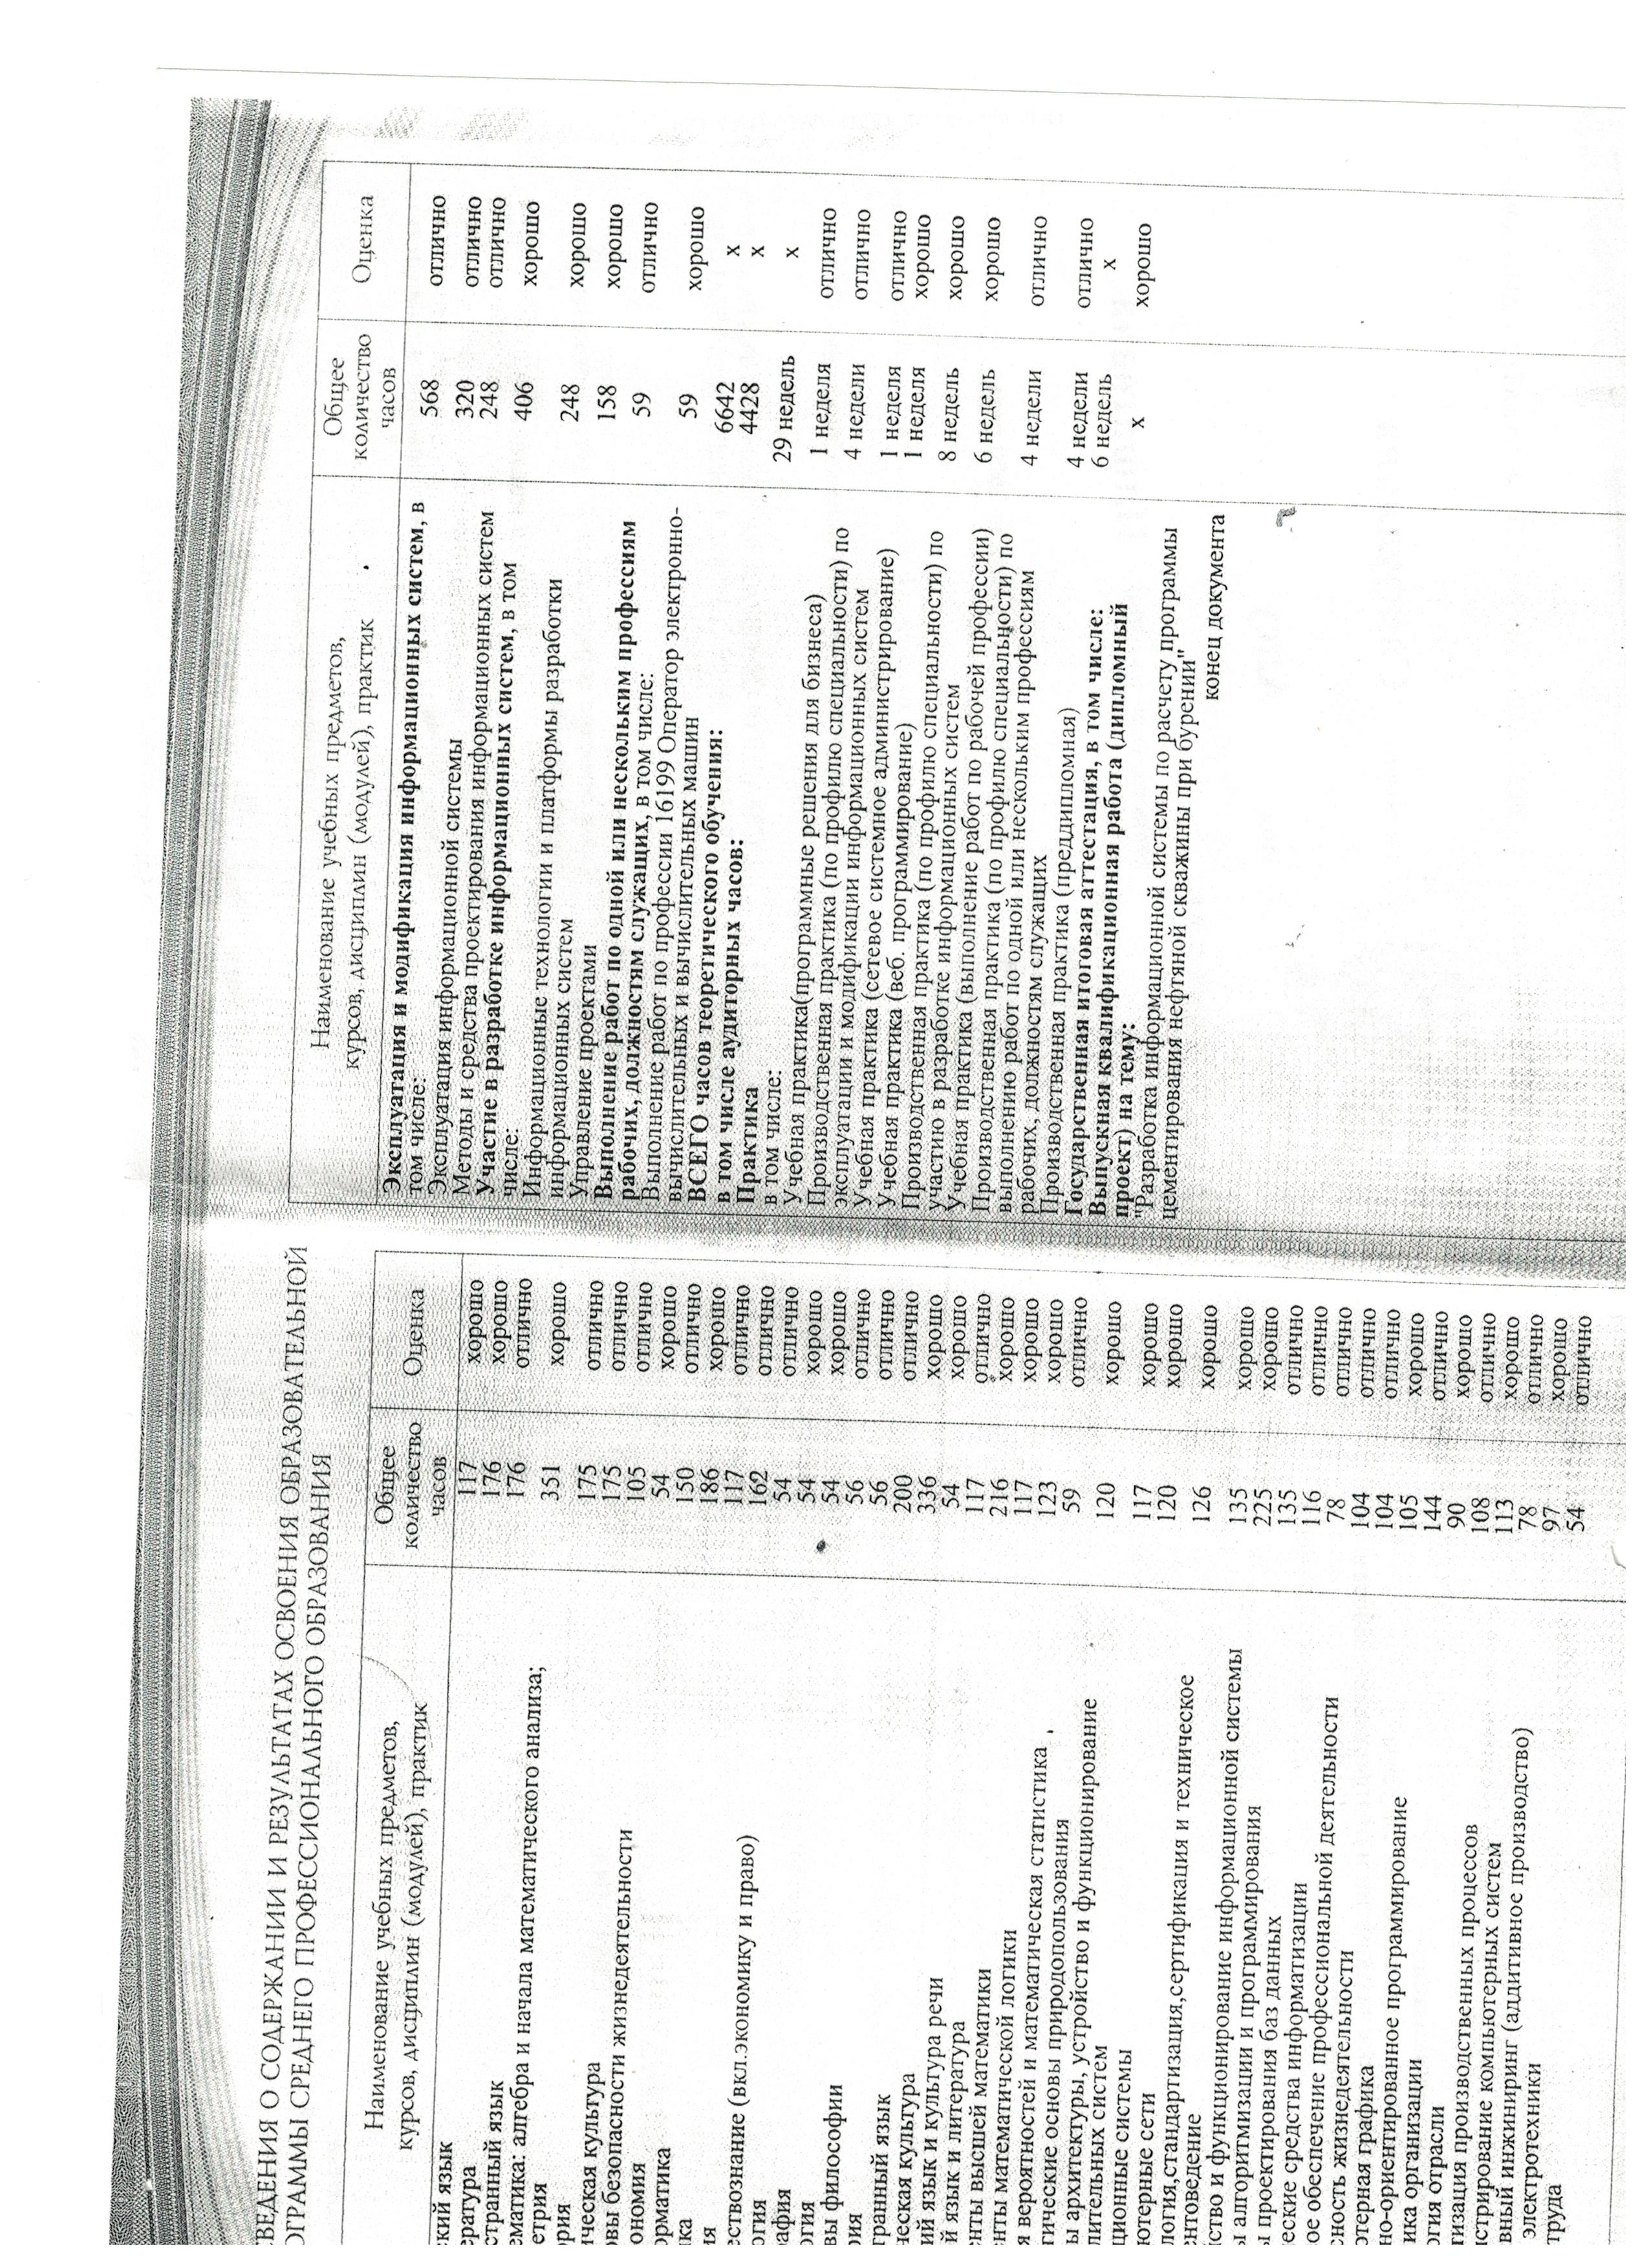 ВЕДЕНИЯ О СОДЕРЖАНИИ И РЕЗУЛЬТАТАХ ОСВОЕНИЯ ОБРАЗОВАТЕЛЬНОЙ
ОГРАММЫ СРЕДНЕГО ПРОФЕССИОНАЛЬНОГО ОБРАЗОВАНИЯ
Наименование учебных предметов,
курсов, дисциплин (модулей), практик
Общее
количество
часов
Оценка
ский язык 117 хорошо
ература 176 хорошо
странный язык 176 отлично
ематика: алгебра и начала математического анализа;
етрия 351 хорошо
рия 175 отлично
ическая культура 175 отлично
овы безопасности жизнедеятельности 105 отлично
ономия 54 хорошо
орматика 150 отлично
ика 186 хорошо
ия 117 отлично
ествознание (вкл.экономику и право) 162 отлично
огия 54 отлично
афия 54 хорошо
огия 54 хорошо
вы философии 56 отлично
рия 56 отлично
транный язык 200 отлично
ческая культура 336 хорошо
ий язык и культура речи 54 хорошо
й язык и литература 117 отлично
нты высшей математики 216 хорошо
нты математической логики 117 хорошо
я вероятностей и математическая статистика 123 хорошо
гические основы природопользования 59 отлично
ы архитектуры, устройство и функционирование
лительных систем 120 хорошо
ционные системы 117 хорошо
ютерные сети 120 хорошо
логия,стандартизация,сертификация и техническое
ентоведение 126 хорошо
йство и функционирование информационной системы 135 хорошо
ы алгоритмизации и программирования 225 хорошо
ы проектирования баз данных 135 отлично
еские средства информатизации 116 отлично
ое обеспечение профессиональной деятельности 78 отлично
сность жизнедеятельности 104 отлично
ютерная графика 104 отлично
но-ориентированное программирование 105 хорошо
ика организации 144 отлично
огия отрасли 90 хорошо
тизация производственных процессов 108 отлично
истрирование компьютерных систем 113 хорошо
вный инжиниринг (аддитивное производство) 78 отлично
электротехники 97 хорошо
труда 54 отлично
Наименование учебных предметов,
курсов, дисциплин (модулей), практик
Общее
количество
часов
Оценка
Эксплуатация и модификация информационных систем, в
том числе: 568 отлично
Эксплуатация информационной системы 320 отлично
Методы и средства проектирования информационных систем 248 отлично
Участие в разработке информационных систем, в том
числе: 406 хорошо
Информационные технологии и платформы разработки
информационных систем 248 хорошо
Управление проектами 158 хорошо
Выполнение работ по одной или нескольким профессиям
рабочих, должностям служащих, в том числе: 59 отлично
Выполнение работ по профессии 16199 Оператор электронно-
вычислительных и вычислительных машин 59 хорошо
ВСЕГО часов теоретического обучения: 6642 х
в том числе аудиторных часов: 4428 х
Практика
в том числе: 29 недель х
Учебная практика(программные решения для бизнеса) 1 неделя отлично
Производственная практика (по профилю специальности) по
эксплуатации и модификации информационных систем 4 недели отлично
Учебная практика (сетевое системное администрирование) 1 неделя отлично
Учебная практика (веб. программирование) 1 неделя хорошо
Производственная практика (по профилю специальности) по
участию в разработке информационных систем 8 недель хорошо
Учебная практика (выполнение работ по рабочей профессии) 6 недель хорошо
Производственная практика (по профилю специальности) по
выполнению работ по одной или нескольким профессиям
рабочих, должностям служащих 4 недели отлично
Производственная практика (преддипломная) 4 недели отлично
Государственная итоговая аттестация, в том числе: 6 недель х
Выпускная квалификационная работа (дипломный
проект) на тему: х хорошо
"Разработка информационной системы по расчету программы
цементирования нефтяной скважины при бурении"
конец документа